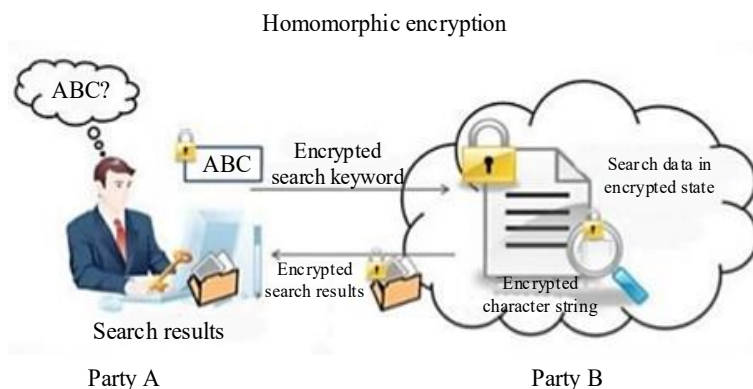 Homomorphic encryption
ABC?
ABC
Encrypted
search keyword
Search data in
encrypted state
Encrypted
search results
Encrypted
character string
Search results
Party A
Party B